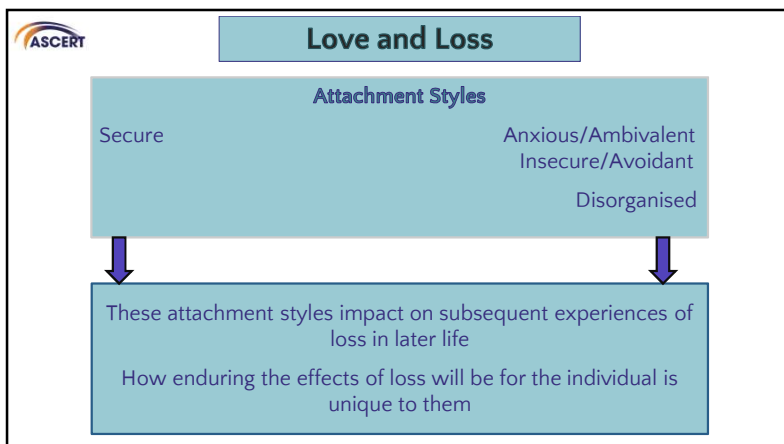 ASCERT
Love and Loss
Attachment Styles
Secure
Anxious/Ambivalent
Insecure/Avoidant
Disorganised
These attachment styles impact on subsequent experiences of
loss in later life
How enduring the effects of loss will be for the individual is
unique to them